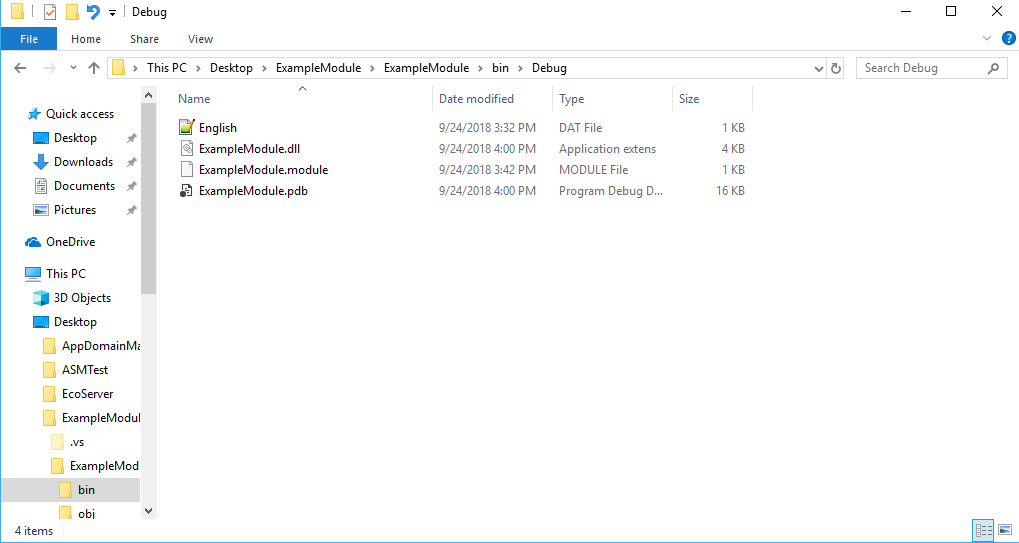 Debug
File Home Share View
This PC Desktop ExampleModule ExampleModule bin Debug Search Debug
Name Date modified Type Size
Quick access
Desktop
Downloads
Documents
Pictures
OneDrive
This PC
3D Objects
Desktop
AppDomainMa
ASMTest
EcoServer
ExampleModul
.vs
ExampleMod
bin
obj
English 9/24/2018 3:32 PM DAT File 1 KB
ExampleModule.dll 9/24/2018 4:00 PM Application extens 4 KB
ExampleModule.module 9/24/2018 3:42 PM MODULE File 1 KB
ExampleModule.pdb 9/24/2018 4:00 PM Program Debug D... 16 KB
4 items